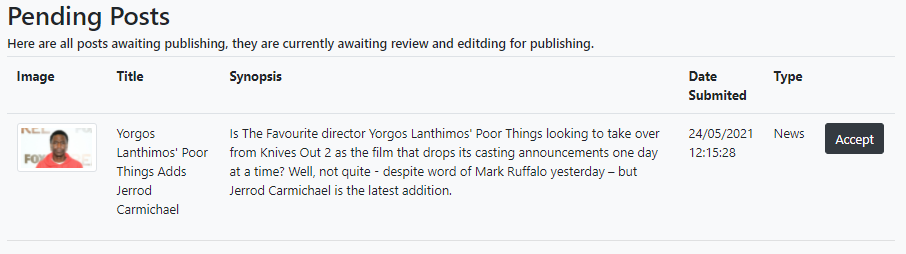 Pending Posts
Here are all posts awaiting publishing, they are currently awaiting review and editding for publishing.
Image
Title
Synopsis
Date
Submited
Type
FOX
Yorgos
Lanthimos' Poor
Things Adds
Jerrod
Carmichael
Is The Favourite director Yorgos Lanthimos' Poor Things looking to take over
from Knives Out 2 as the film that drops its casting announcements one day
at a time? Well, not quite - despite word of Mark Ruffalo yesterday – but
Jerrod Carmichael is the latest addition.
24/05/2021
12:15:28
News
Accept